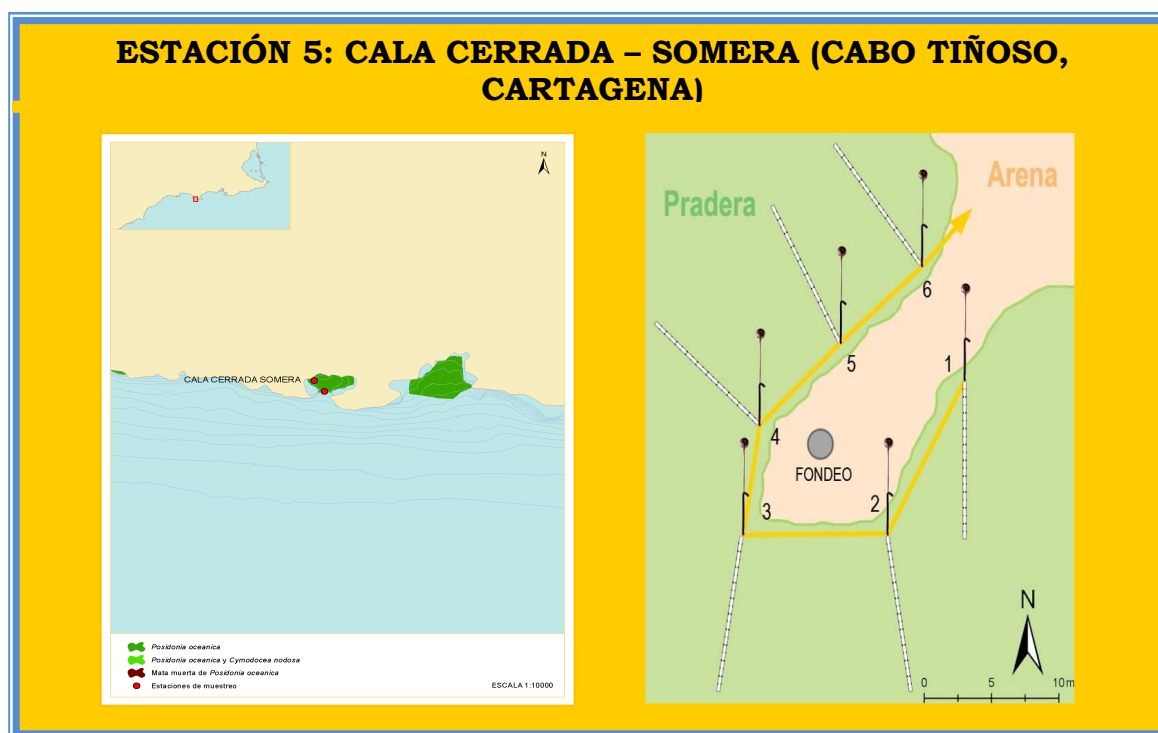 ESTACIÓN 5: CALA CERRADA – SOMERA (CABO TIÑOSO,
CARTAGENA)
N
CALA CERRADA SOMERA
Posidonia oceanica
Posidonia oceanica y Cymodocea nodosa
Mata muerta de Posidonia oceanica
Estaciones de muestreo
ESCALA 1:10000
Pradera
Arena
6
1
5
4
FONDEO
2
3
N
0 5 10m